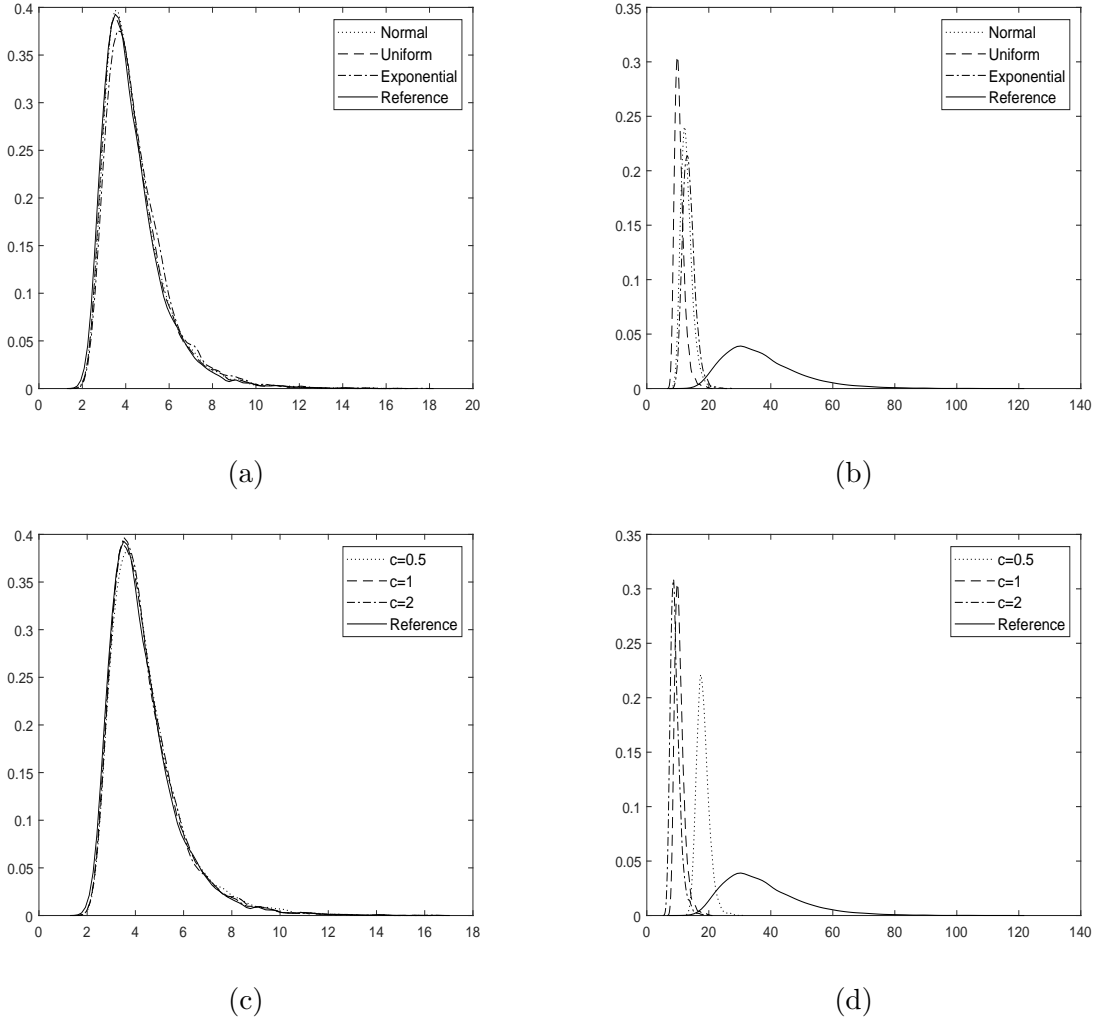 0.4
0.35
0.3
0.25
0.2
0.15
0.1
0.05
0
0 2 4 6 8 10 12 14 16 18 20
Normal
Uniform
Exponential
Reference
(a)
0.35
0.3
0.25
0.2
0.15
0.1
0.05
0
0 20 40 60 80 100 120 140
Normal
Uniform
Exponential
Reference
(b)
0.4
0.35
0.3
0.25
0.2
0.15
0.1
0.05
0
0 2 4 6 8 10 12 14 16 18
c=0.5
c=1
c=2
Reference
(c)
0.35
0.3
0.25
0.2
0.15
0.1
0.05
0
0 20 40 60 80 100 120 140
c=0.5
c=1
c=2
Reference
(d)